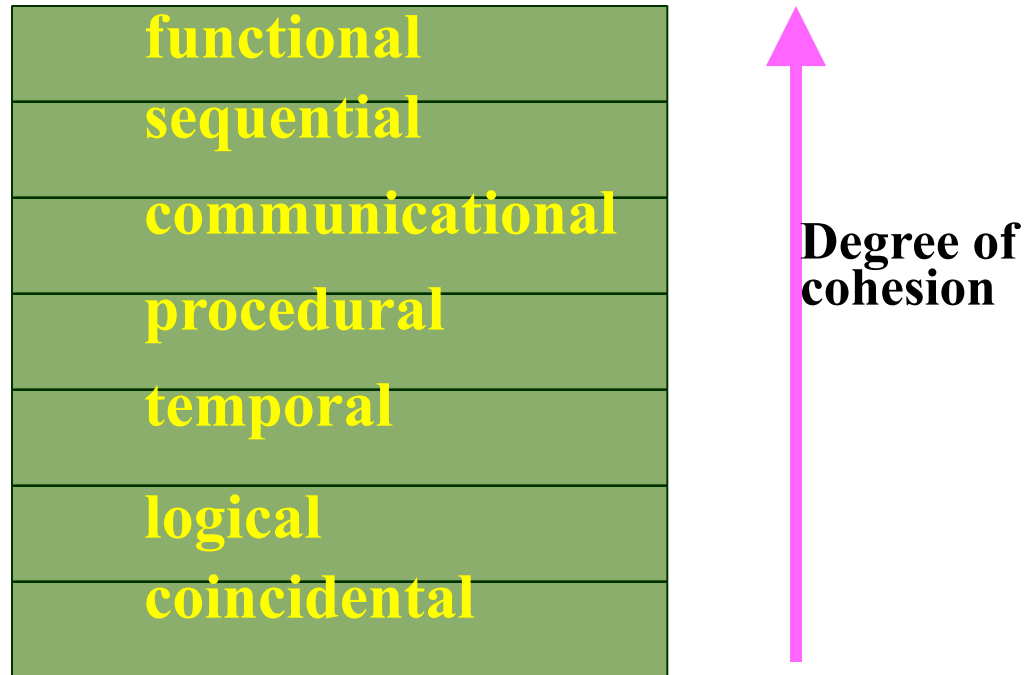 functional
sequential
communicational
procedural
temporal
logical
coincidental
Degree of
cohesion